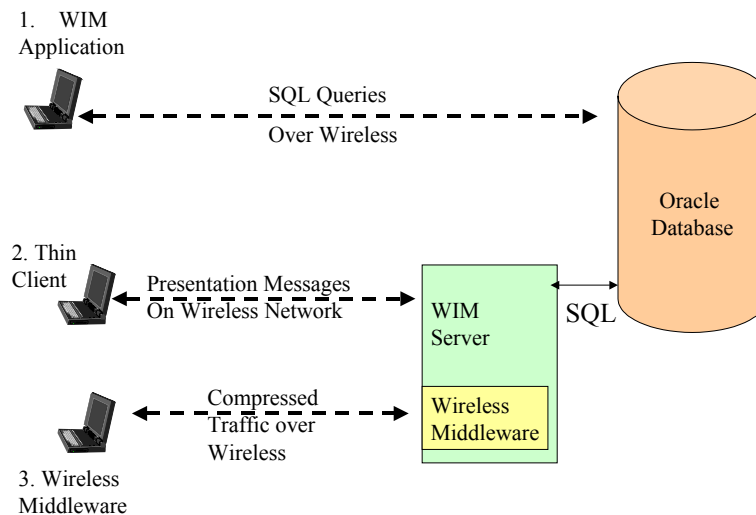 1. WIM
Application
SQL Queries
Over Wireless
Oracle
Database
2. Thin
Client
Presentation Messages
On Wireless Network
WIM
Server
SQL
Compressed
Traffic over
Wireless
Wireless
Middleware
3. Wireless
Middleware